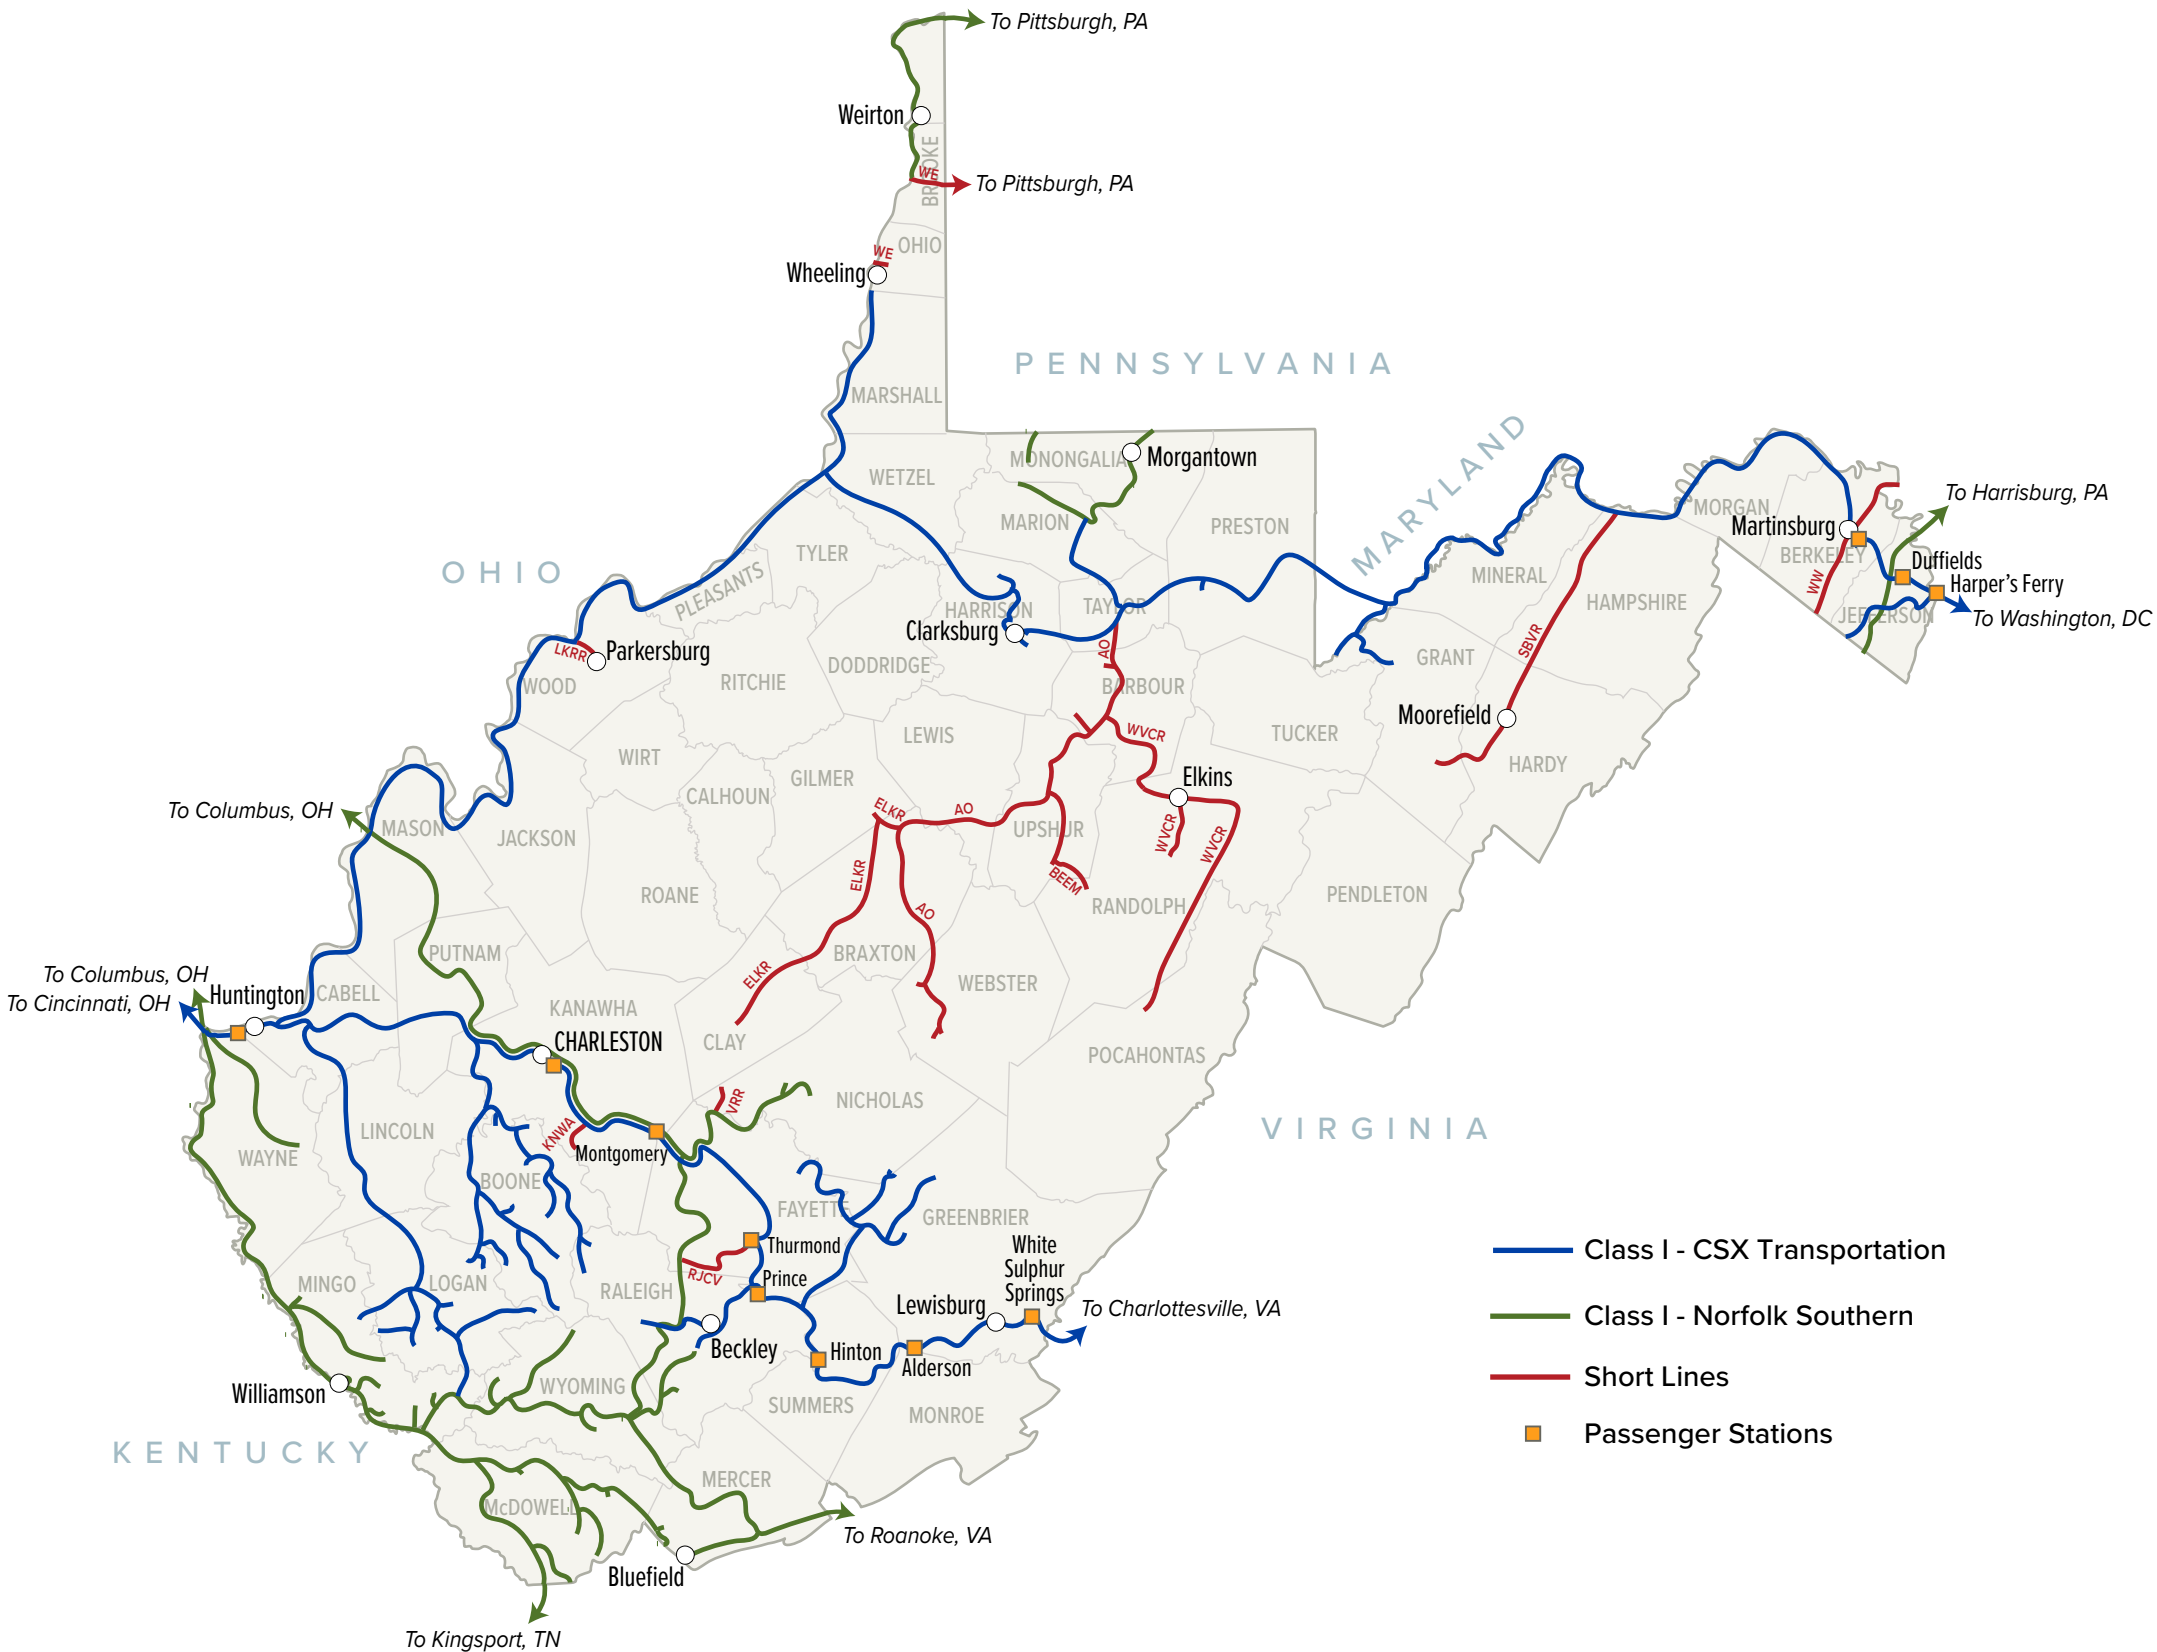 To Pittsburgh, PA
Weirton
BROOKE
WE
To Pittsburgh, PA
OHIO
WE
Wheeling
PENNSYLVANIA
MARSHALL
MARYLAND
MONONGALIA
Morgantown
WETZEL
To Harrisburg, PA
MORGAN
MARION
PRESTON
Martinsburg
BERKELEY
TYLER
Duffields
OHIO
PLEASANTS
MINERAL
WW
Harper's Ferry
HAMPSHIRE
HARRISON
TAYLOR
JEFFERSON
To Washington, DC
Clarksburg
LKRR
Parkersburg
AO
SBVR
DODDRIDGE
GRANT
WOOD
RITCHIE
BARBOUR
Moorefield
LEWIS
WVCR
TUCKER
WIRT
HARDY
GILMER
Elkins
CALHOUN
To Columbus, OH
ELKR
AO
MASON
JACKSON
UPSHUR
WVCR
WVCR
ELKR
BEEM
ROANE
RANDOLPH
PENDLETON
AO
PUTNAM
BRAXTON
To Columbus, OH
ELKR
WEBSTER
To Cincinnati, OH
Huntington
CABELL
KANAWHA
CHARLESTON
CLAY
POCAHONTAS
VRR
NICHOLAS
LINCOLN
KNWA
VIRGINIA
WAYNE
Montgomery
BOONE
FAYETTE
GREENBRIER
Thurmond
White
Sulphur
Springs
Class I - CSX Transportation
MINGO
LOGAN
RALEIGH
RJCV
Prince
Lewisburg
To Charlottesville, VA
Class I - Norfolk Southern
Beckley
Hinton
Alderson
Short Lines
Williamson
WYOMING
SUMMERS
MONROE
Passenger Stations
KENTUCKY
MERCER
McDOWELL
To Roanoke, VA
Bluefield
To Kingsport, TN